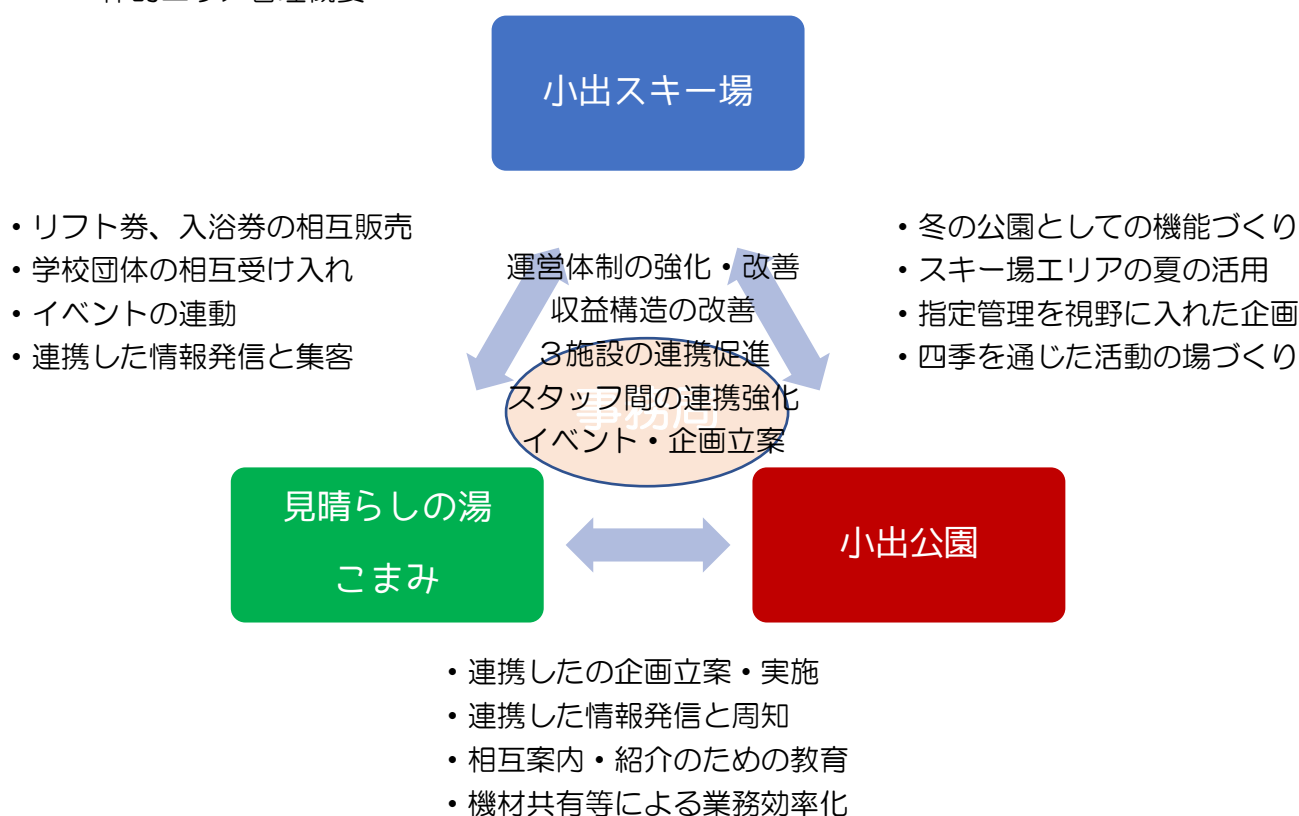 小出スキー場
・リフト券、入浴券の相互販売
・学校団体の相互受け入れ
・イベントの連動
・連携した情報発信と集客
運営体制の強化・改善
収益構造の改善
３施設の連携促進
スタッフ間の連携強化
イベント・企画立案
事務局
・冬の公園としての機能づくり
・スキー場エリアの夏の活用
・指定管理を視野に入れた企画
・四季を通じた活動の場づくり
見晴らしの湯
こまみ
小出公園
・連携したの企画立案・実施
・連携した情報発信と周知
・相互案内・紹介のための教育
・機材共有等による業務効率化